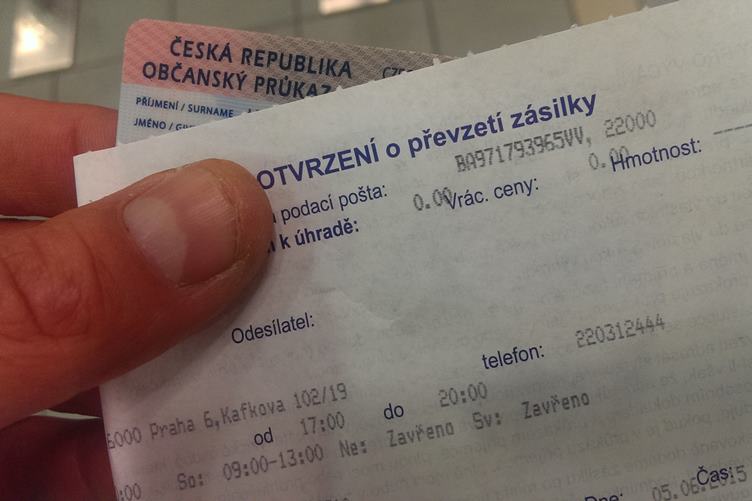 ČESKÁ REPUBLIKA
OBČANSKÝ PRŮKAZ
PŘÍJMENÍ / SURNAME
JMÉNO /
OTVRZENÍ o převzetí zásilky
BA971793965VV, 22000
podací pošta:
0.00 Vrác. ceny: 0.00 Hmotnost:
k úhradě:
Odesílatel:
telefon: 220312444
6000 Praha 6,Kafkova 102/19
od 17:00 do 20:00
So: 09:00-13:00 Ne: Zavřeno Sv: Zavřeno
Čas:
05.06.2015